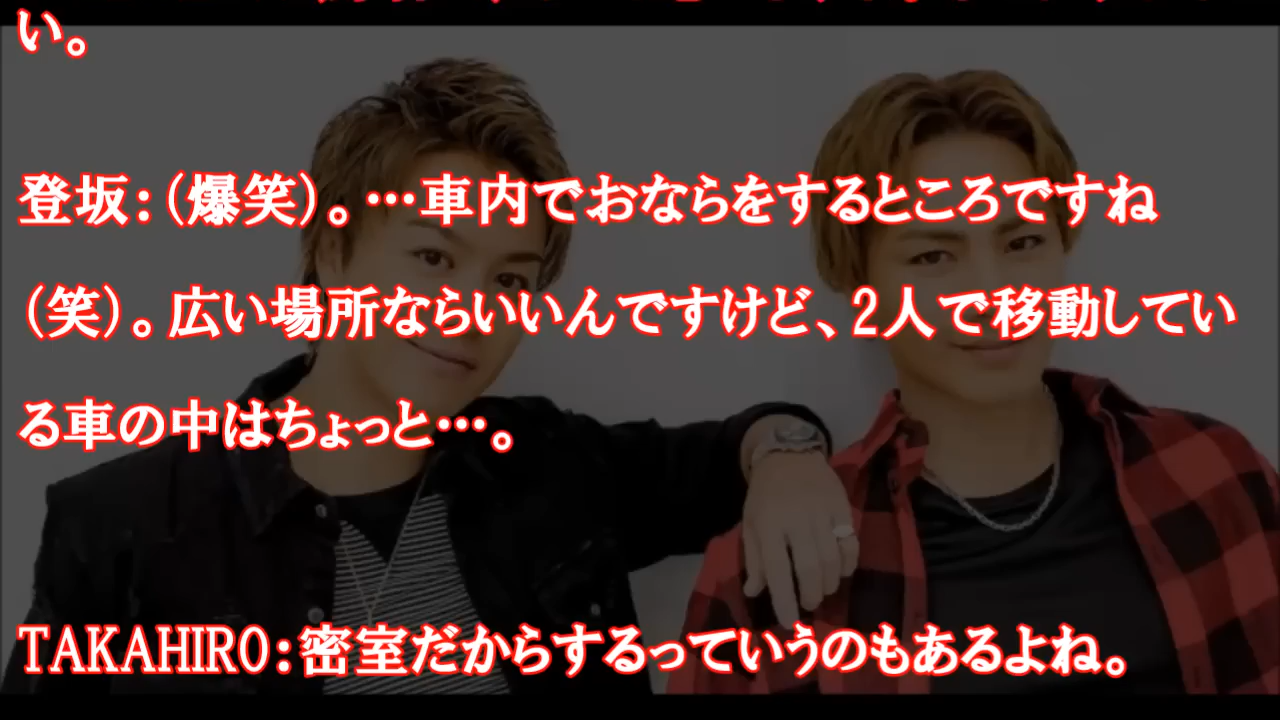 い。
登坂：（爆笑）。…車内でおならをするところですね
（笑）。広い場所ならいいんですけど、2人で移動してい
る車の中はちょっと…。
TAKAHIRO：密室だからするっていうのもあるよね。